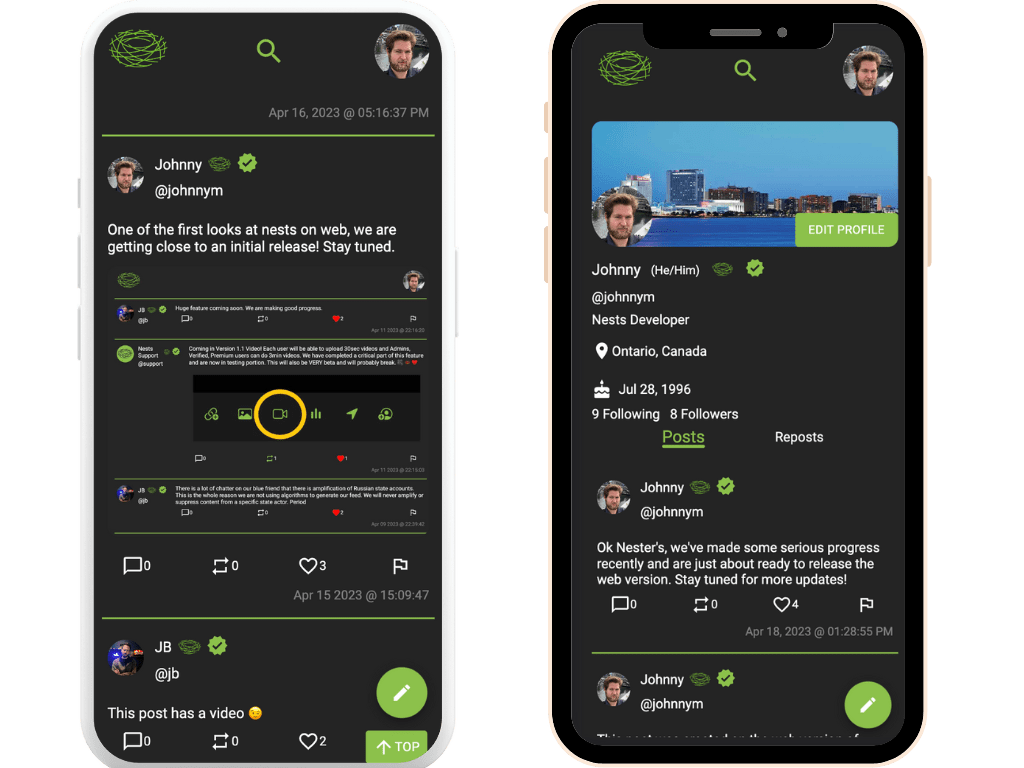 Apr 16, 2023 @ 05:16:37 PM
Johnny
@johnnym
One of the first looks at nests on web, we are
getting close to an initial release! Stay tuned.
JB
@jb
Huge feature coming soon. We are making good progress.
0
0
2
Apr 11 2023 @ 22:16:20
Nests
Support
@support
Coming in Version 1.1 Video! Each user will be able to upload 30sec videos and Admins,
Verified, Premium users can do 3min videos. We have completed a critical part of this feature
and are now in testing portion. This will also be VERY beta and will probably break.
0
1
1
Apr 11 2023 @ 22:15:03
JB
@jb
There is a lot of chatter on our blue friend that there is amplification of Russian state accounts.
This is the whole reason we are not using algorithms to generate our feed. We will never amplify or
suppress content from a specific state actor. Period
0
0
2
Apr 09 2023 @ 22:39:40
0
0
3
Apr 15 2023 @ 15:09:47
JB
@jb
This post has a video 😉
0
0
2
TOP
EDIT PROFILE
Johnny (He/Him)
@johnnym
Nests Developer
Ontario, Canada
Jul 28, 1996
9 Following 8 Followers
Posts Reposts
Johnny
@johnnym
Ok Nester's, we've made some serious progress
recently and are just about ready to release the
web version. Stay tuned for more updates!
0
0
4
Apr 18, 2023 @ 01:28:55 PM
Johnny
@johnnym
This post was created on the web version of